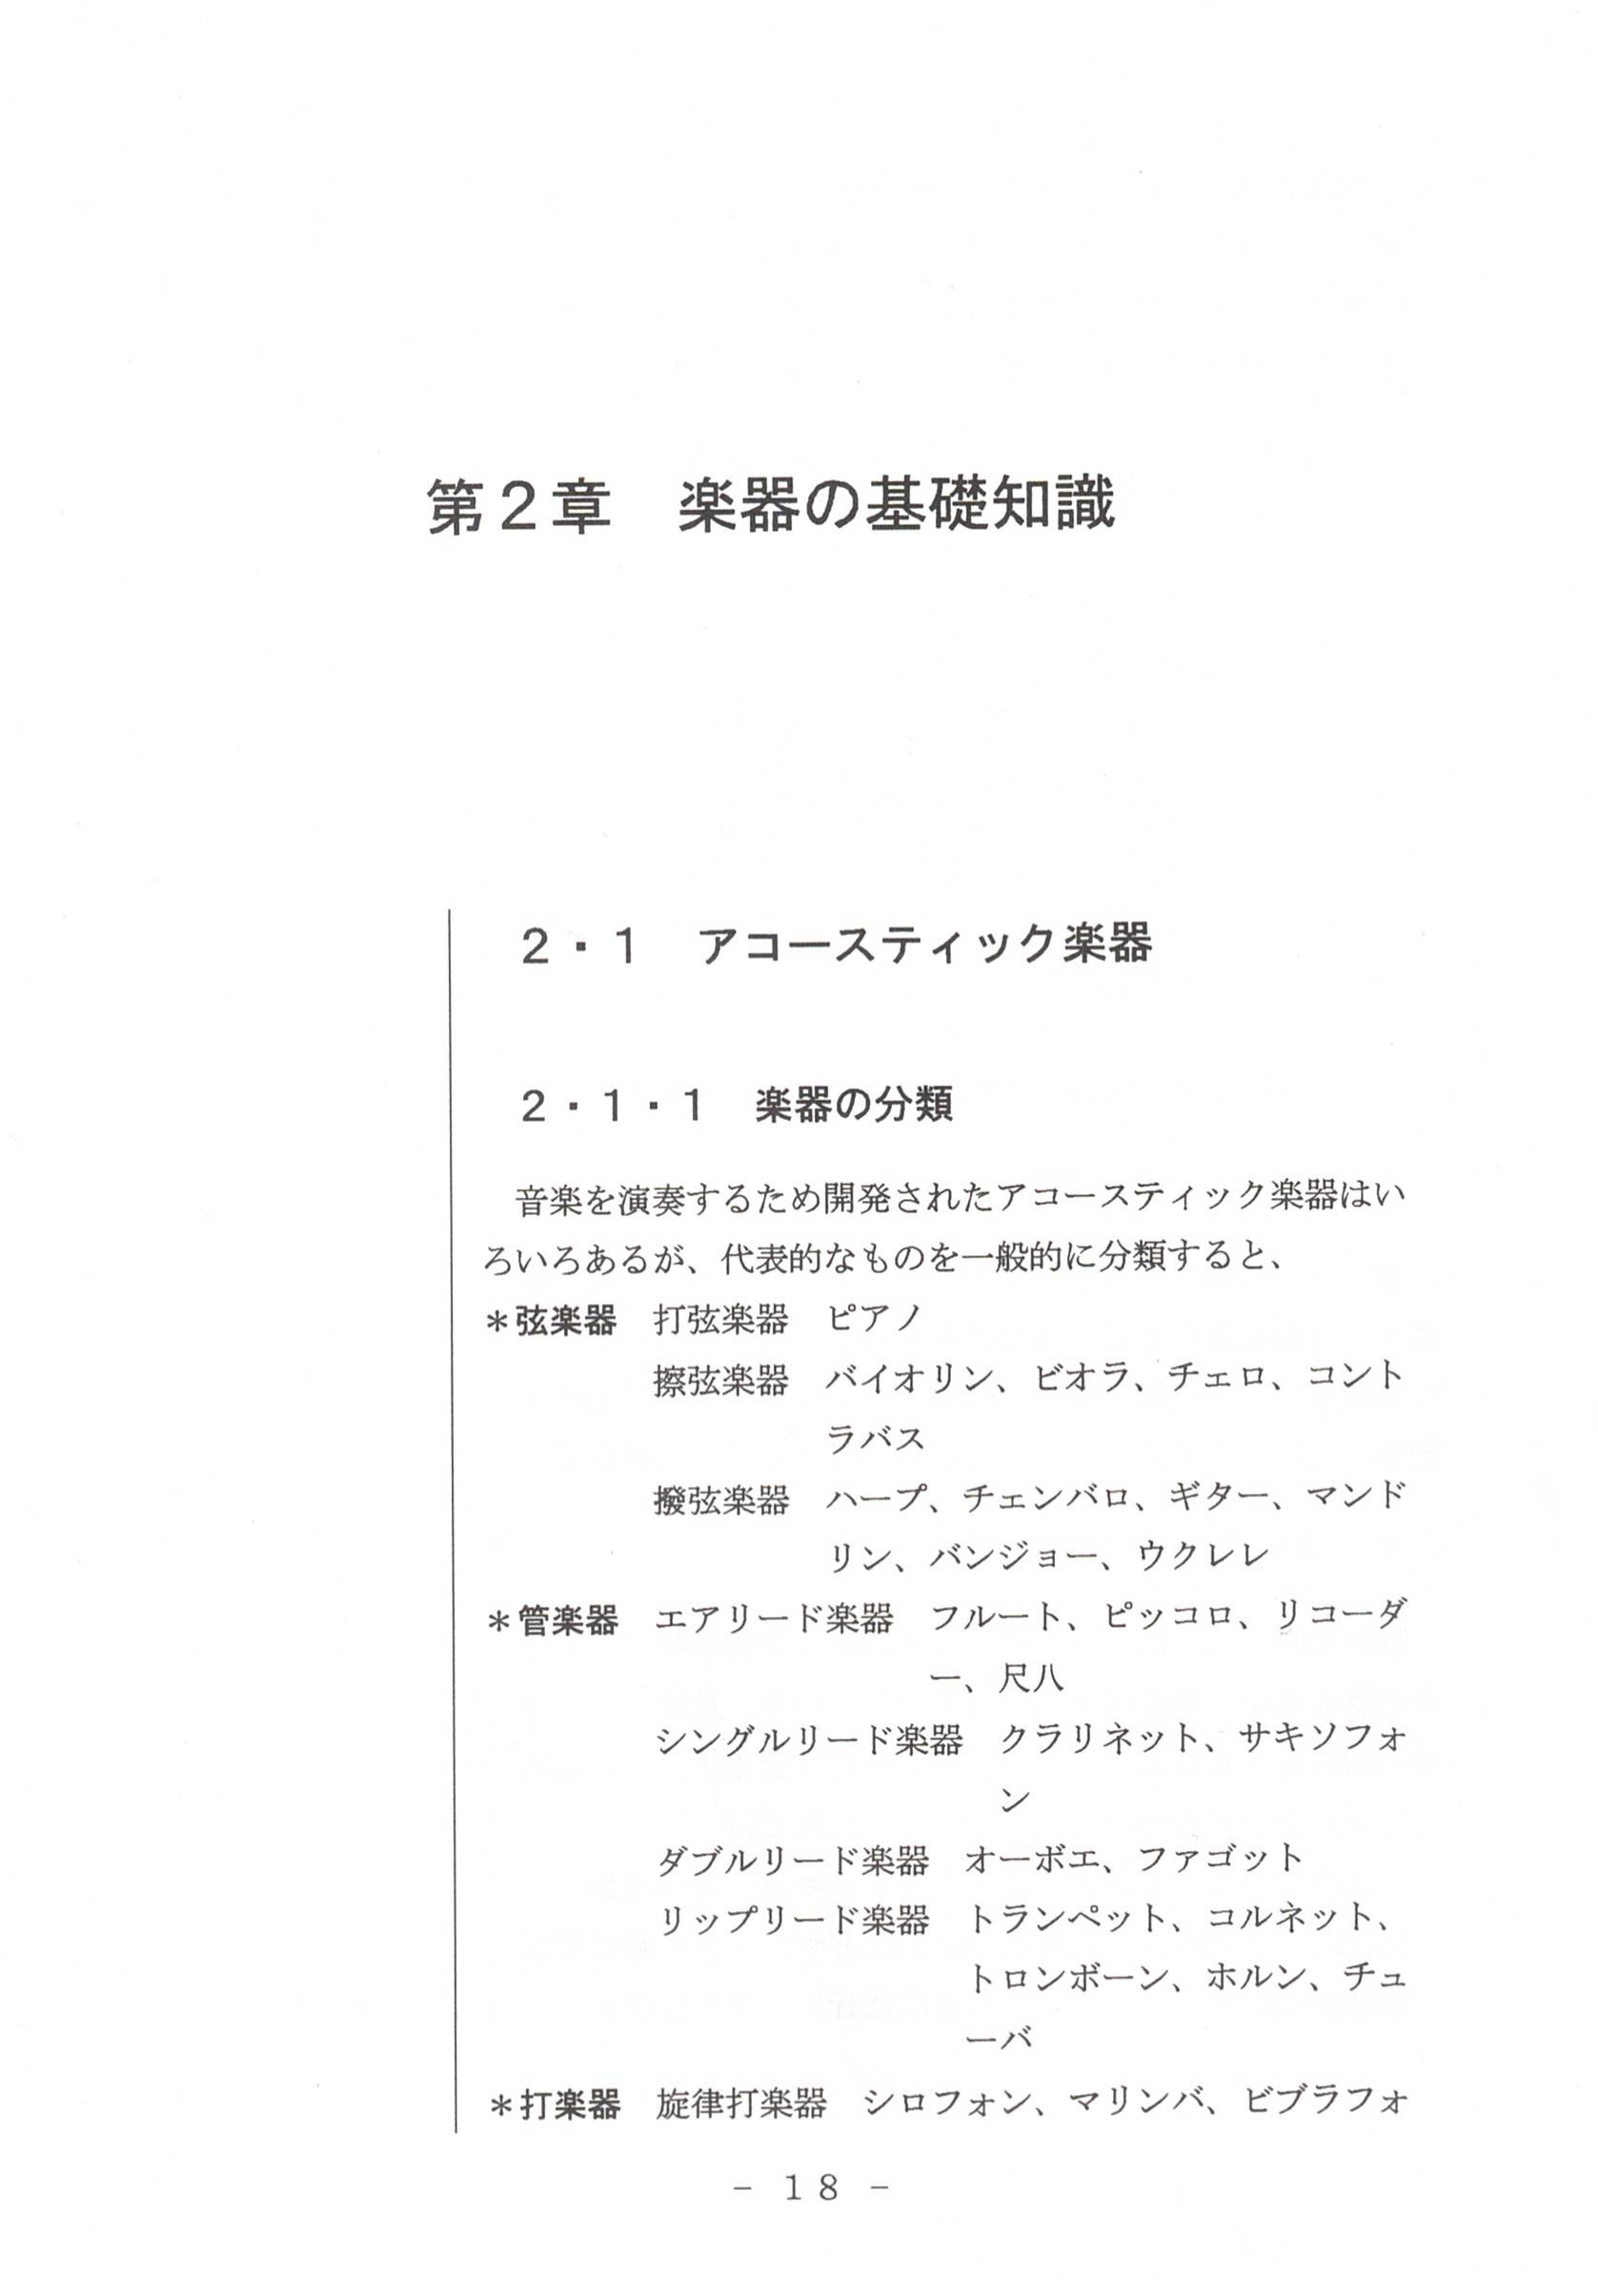 第２章　楽器の基礎知識
２・１　アコースティック楽器
２・１・１　楽器の分類
　音楽を演奏するため開発されたアコースティック楽器はい
ろいろあるが、代表的なものを一般的に分類すると、
＊弦楽器　打弦楽器　ピアノ
擦弦楽器　バイオリン、ビオラ、チェロ、コント
ラバス
撥弦楽器　ハープ、チェンバロ、ギター、マンド
リン、バンジョー、ウクレレ
＊管楽器　エアリード楽器　フルート、ピッコロ、リコーダ
ー、尺八
シングルリード楽器　クラリネット、サキソフォ
ン
ダブルリード楽器　オーボエ、ファゴット
リップリード楽器　トランペット、コルネット、
トロンボーン、ホルン、チュ
ーバ
＊打楽器　旋律打楽器　シロフォン、マリンバ、ビブラフォ
－ 18 －